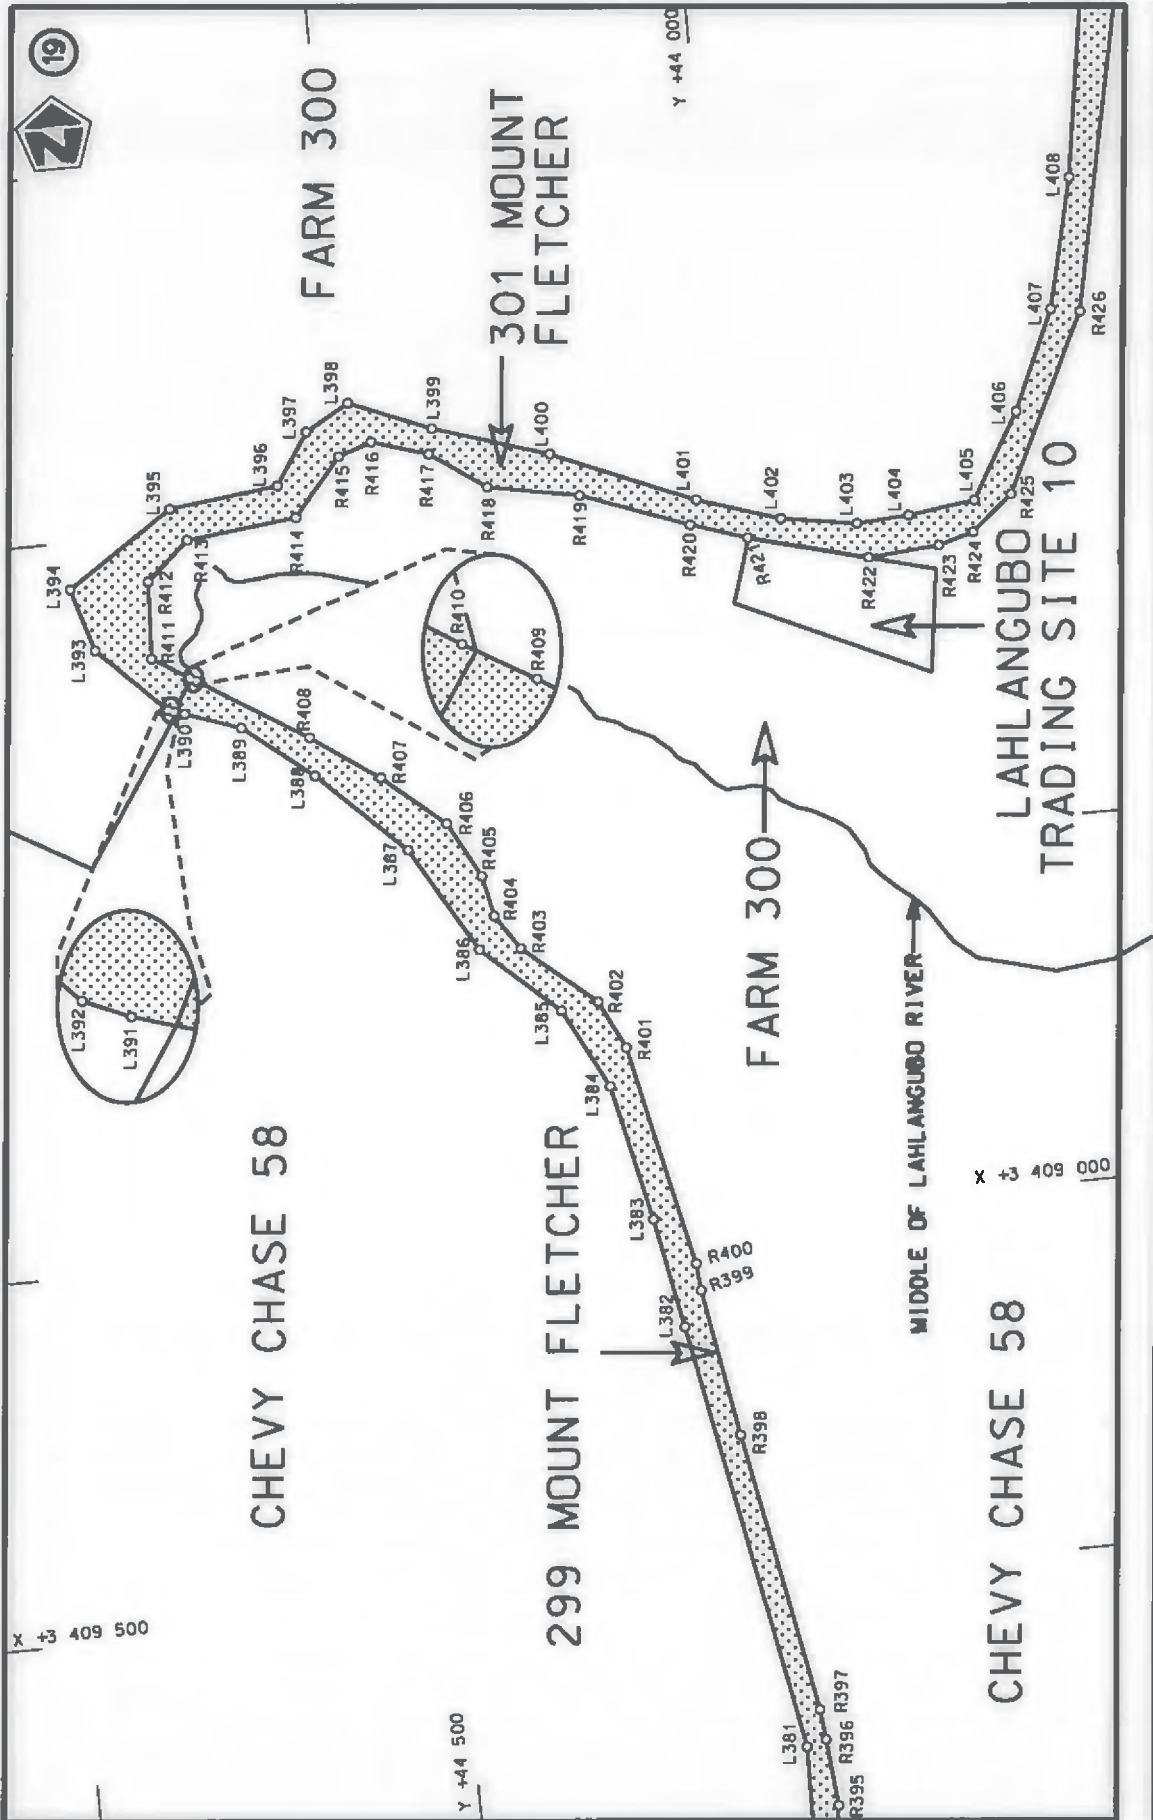 19
N
FARM 300
301 MOUNT
FLETCHER
Y +44 000
L408
L407
R426
L406
L405
R425
L404
R424
L403
R423
L402
R422
L401
R421
R420
L400
R419
L399
R418
R417
L398
R416
L397
R415
L396
R414
L395
R413
L394
R412
L393
R411
R410
R409
L390
L389
R408
L388
R407
L387
R406
R405
R404
L386
R403
L385
R402
L384
R401
L392
L391
LAHLANGUBO
TRADING SITE 10
FARM 300
MIDDLE OF LAHLANGUBO RIVER
X +3 409 000
CHEVY CHASE 58
299 MOUNT FLETCHER
L383
R400
R399
L382
R398
CHEVY CHASE 58
X +3 409 500
Y +44 500
L381
R397
R396
R395